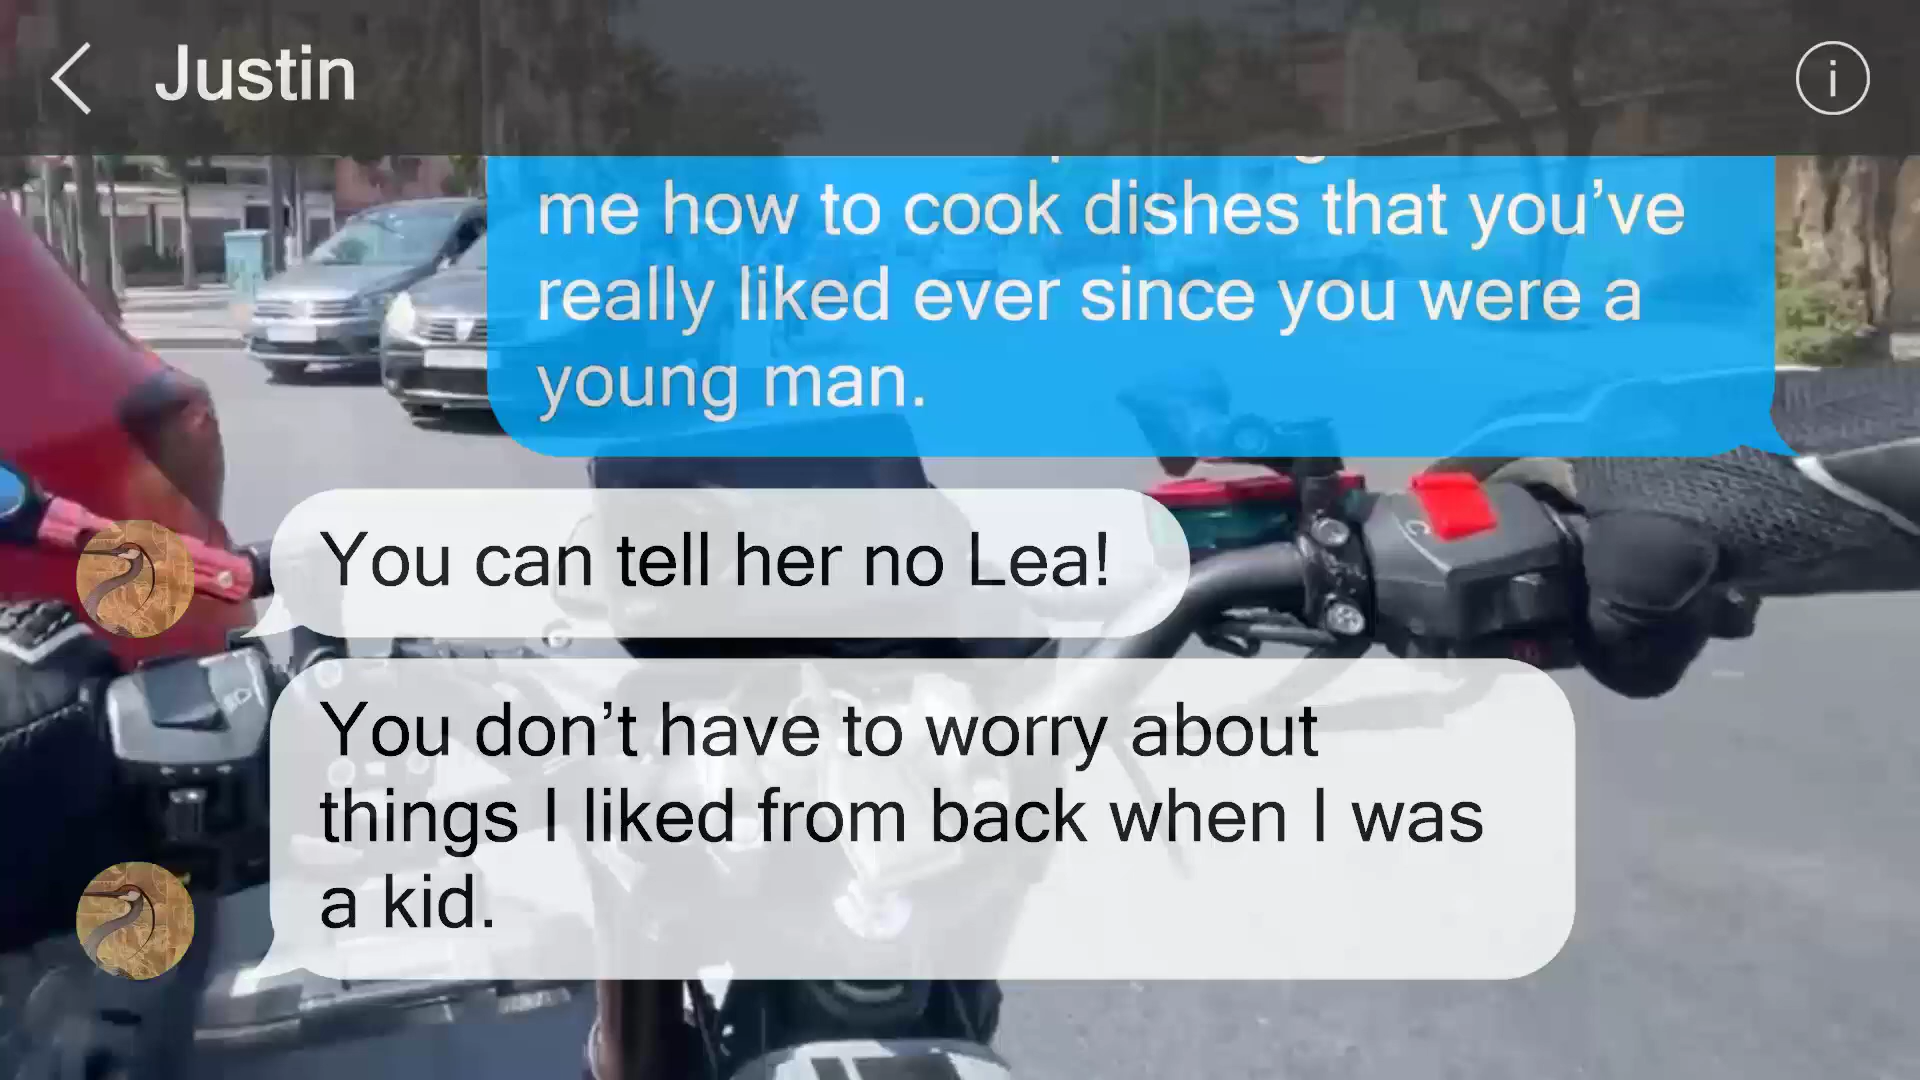 Justin
me how to cook dishes that you’ve
really liked ever since you were a
young man.
You can tell her no Lea!
You don’t have to worry about
things I liked from back when I was
a kid.